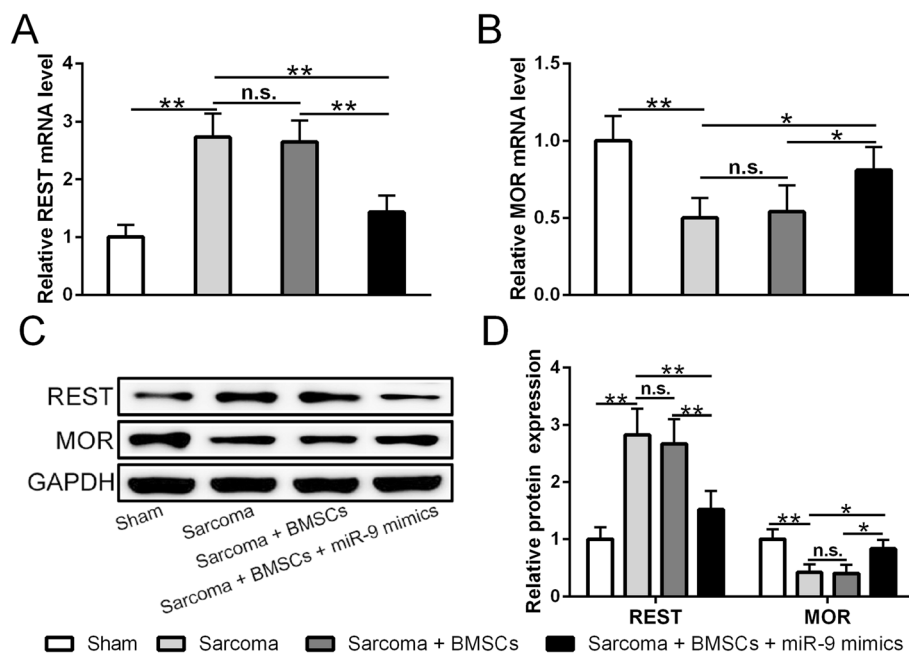 A
Relative REST mRNA level
4
3
2
1
0
**
**
n.s.
**
B
Relative MOR mRNA level
1.5
1.0
0.5
0.0
**
*
*
n.s.
C
REST
MOR
GAPDH
Sham
Sarcoma
Sarcoma + BMSCs
Sarcoma + BMSCs + miR-9 mimics
D
Relative protein expression
4
3
2
1
0
**
**
n.s.
**
**
*
*
n.s.
REST MOR
Sham Sarcoma Sarcoma + BMSCs Sarcoma + BMSCs + miR-9 mimics